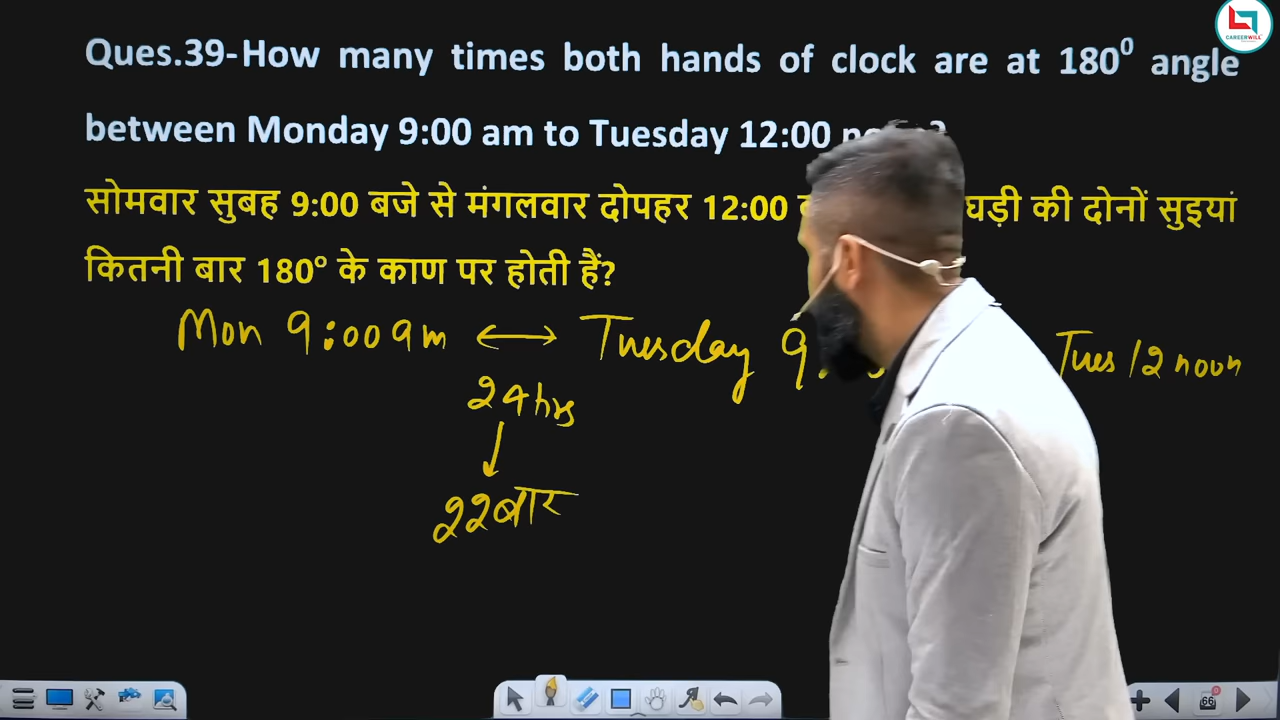 CAREERWILL
Ques.39-How many times both hands of clock are at 180⁰ angle
between Monday 9:00 am to Tuesday 12:00
सोमवार सुबह 9:00 बजे से मंगलवार दोपहर 12:00 घड़ी की दोनों सुइयां
कितनी बार 180° के काण पर होती हैं?
Mon 9:00am ↔ Tuesday 9 Tues 12 noon
24hrs
↓
22बार
66